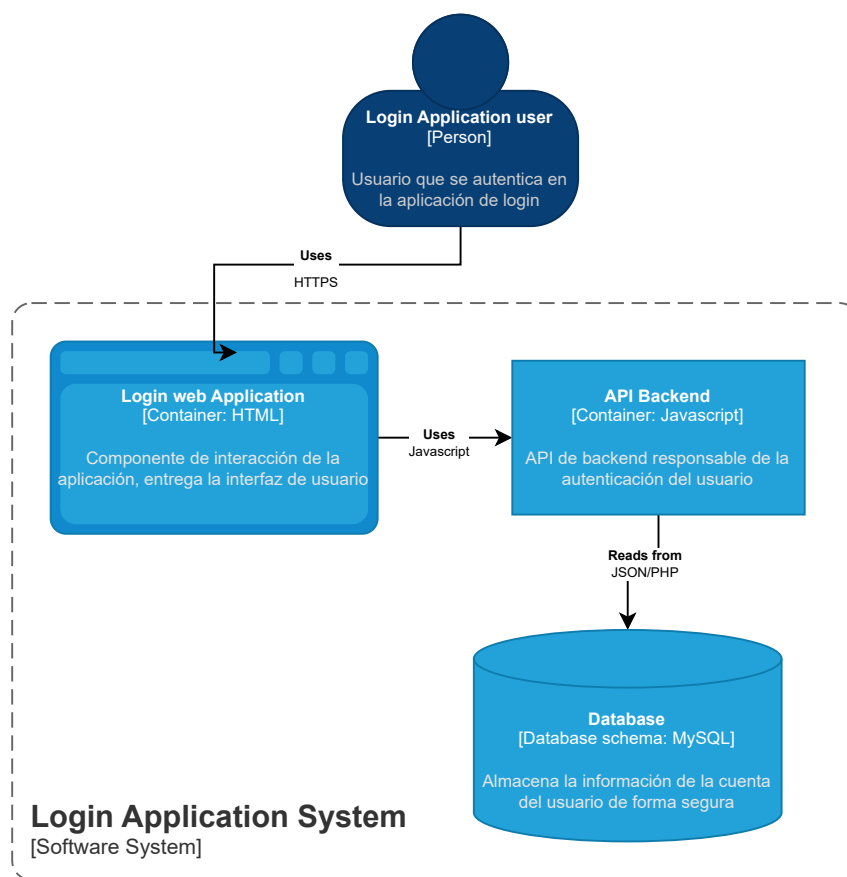 Login Application user
[Person]
Usuario que se autentica en
la aplicación de login
Uses
HTTPS
Login web Application
[Container: HTML]
Componente de interacción de la
aplicación, entrega la interfaz de usuario
Uses
Javascript
API Backend
[Container: Javascript]
API de backend responsable de la
autenticación del usuario
Reads from
JSON/PHP
Database
[Database schema: MySQL]
Almacena la información de la cuenta
del usuario de forma segura
Login Application System
[Software System]